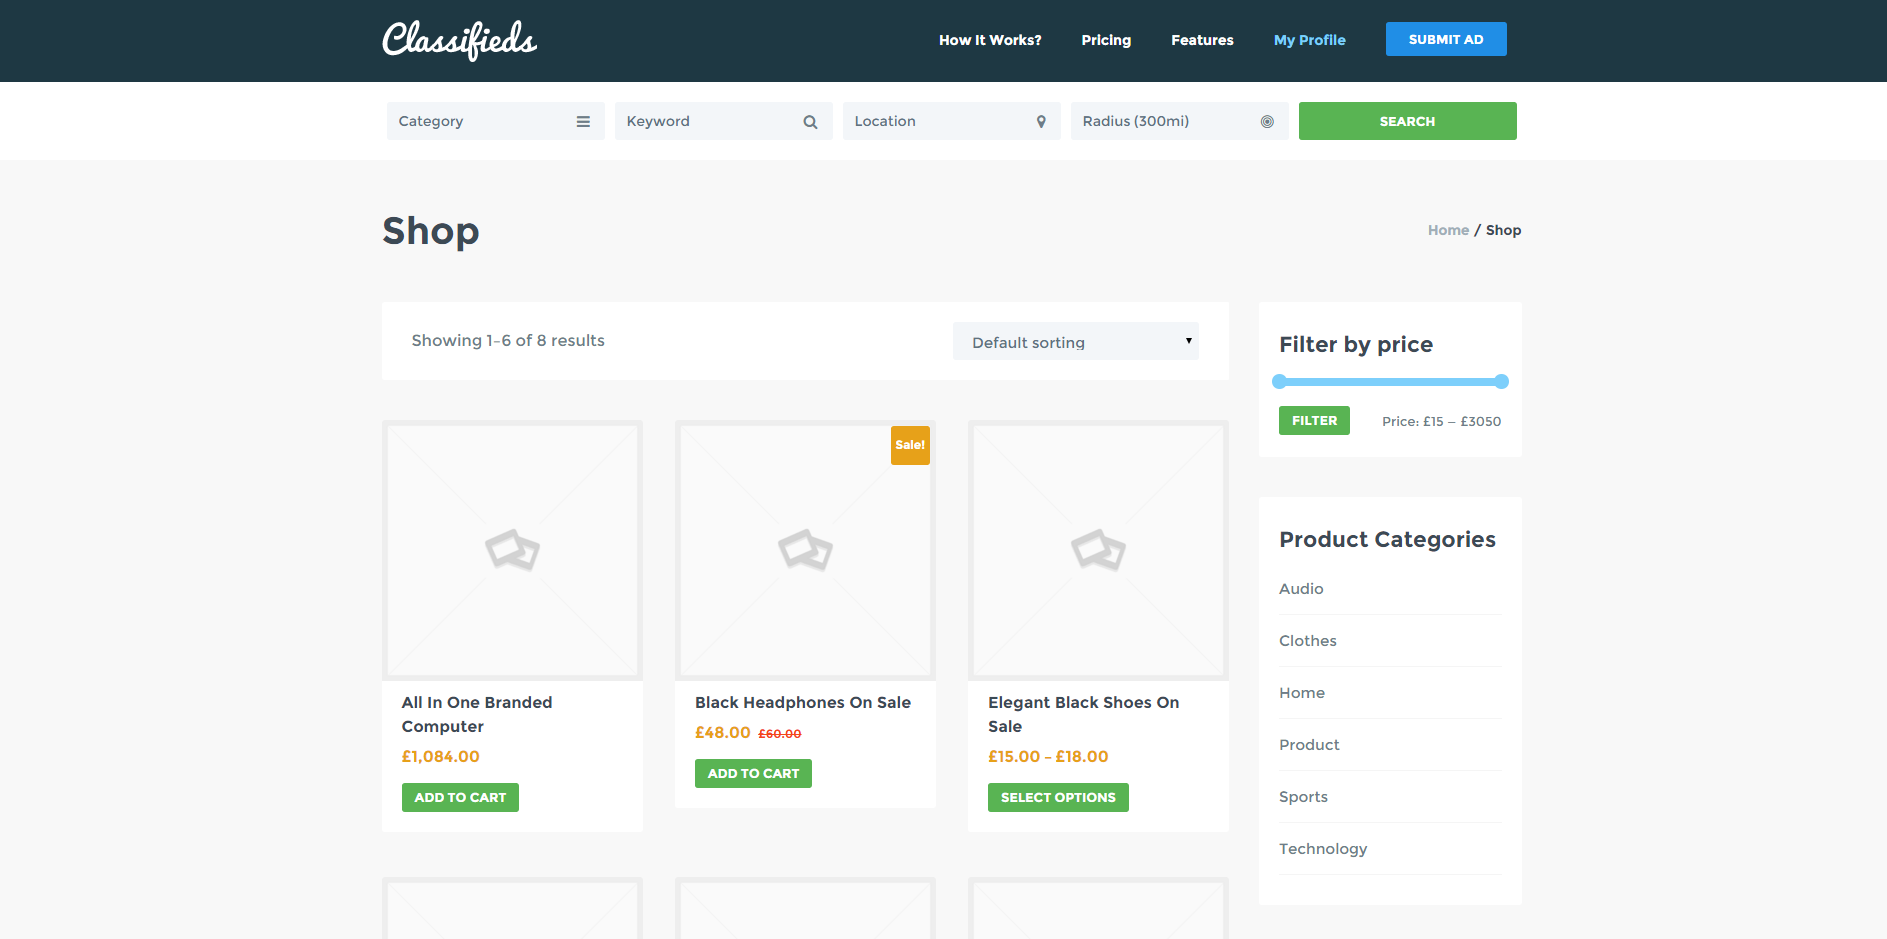 Classifieds
How It Works?
Pricing
Features
My Profile
SUBMIT AD
Category
Keyword
Location
Radius (300mi)
SEARCH
Shop
Home / Shop
Showing 1–6 of 8 results
Default sorting
Filter by price
FILTER
Price: £15 — £3050
Sale!
All In One Branded
Computer
£1,084.00
ADD TO CART
Black Headphones On Sale
£48.00 £60.00
ADD TO CART
Elegant Black Shoes On
Sale
£15.00 – £18.00
SELECT OPTIONS
Product Categories
Audio
Clothes
Home
Product
Sports
Technology